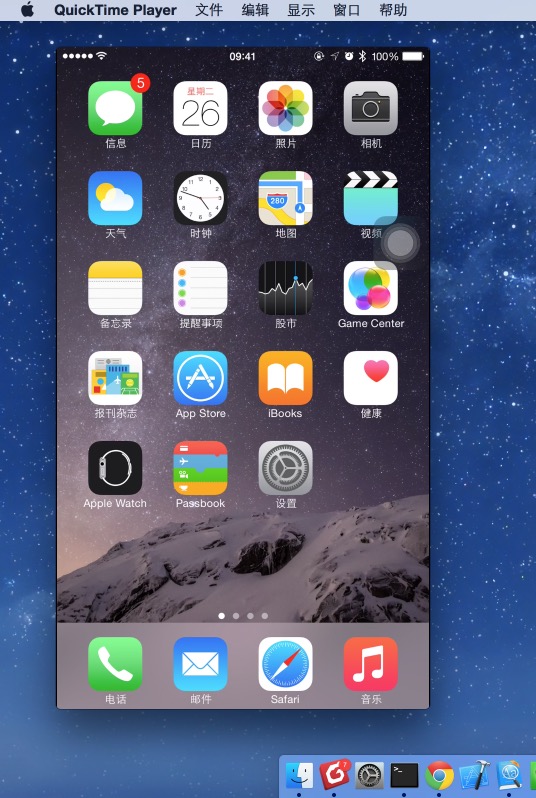 QuickTime Player 文件 编辑 显示 窗口 帮助
09:41 100%
5
星期二
26
280
信息 日历 照片 相机
天气 时钟 地图 视频
备忘录 提醒事项 股市 Game Center
报刊杂志 App Store iBooks 健康
Apple Watch Passbook 设置
电话 邮件 Safari 音乐
7